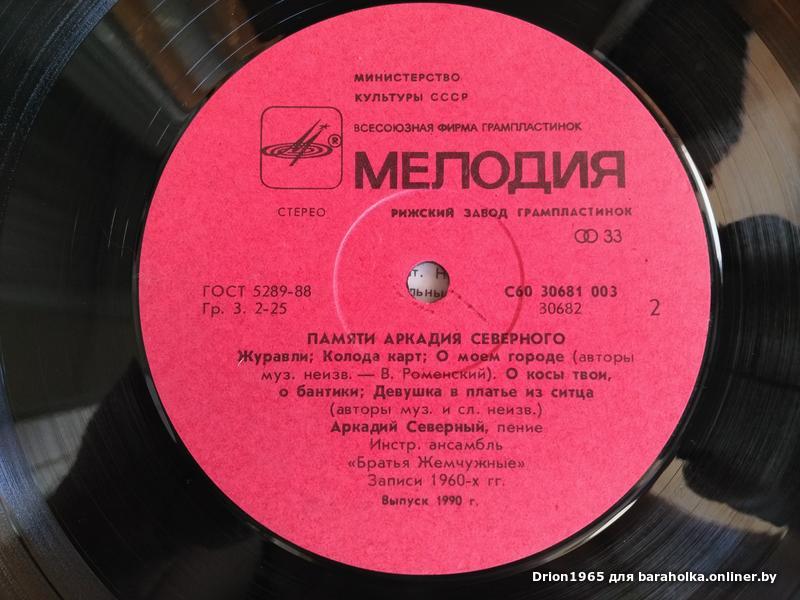 МИНИСТЕРСТВО
КУЛЬТУРЫ СССР
ВСЕСОЮЗНАЯ ФИРМА ГРАМПЛАСТИНОК
®
МЕЛОДИЯ
СТЕРЕО
РИЖСКИЙ ЗАВОД ГРАМПЛАСТИНОК
33
ГОСТ 5289-88
Гр. 3. 2-25
С60 30681 003
30682
2
ПАМЯТИ АРКАДИЯ СЕВЕРНОГО
Журавли; Колода карт; О моем городе (авторы
муз. неизв. — В. Роменский). О косы твои,
о бантики; Девушка в платье из ситца
(авторы муз. и сл. неизв.)
Аркадий Северный, пение
Инстр. ансамбль
«Братья Жемчужные»
Записи 1960-х гг.
Выпуск 1990 г.
Drion1965 для baraholka.onliner.by